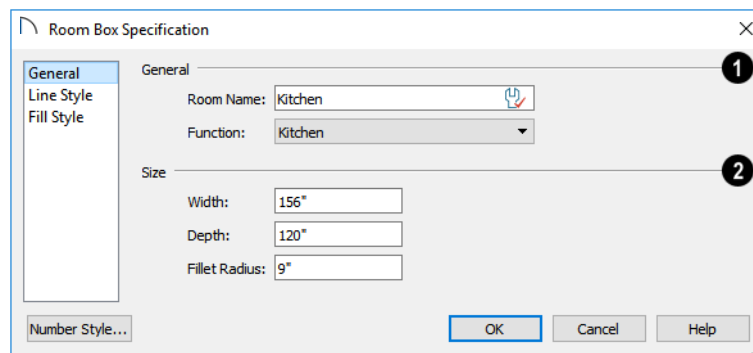 Room Box Specification
General
Line Style
Fill Style
General
1
Room Name: Kitchen
Function: Kitchen
Size
2
Width: 156"
Depth: 120"
Fillet Radius: 9"
Number Style...
OK
Cancel
Help